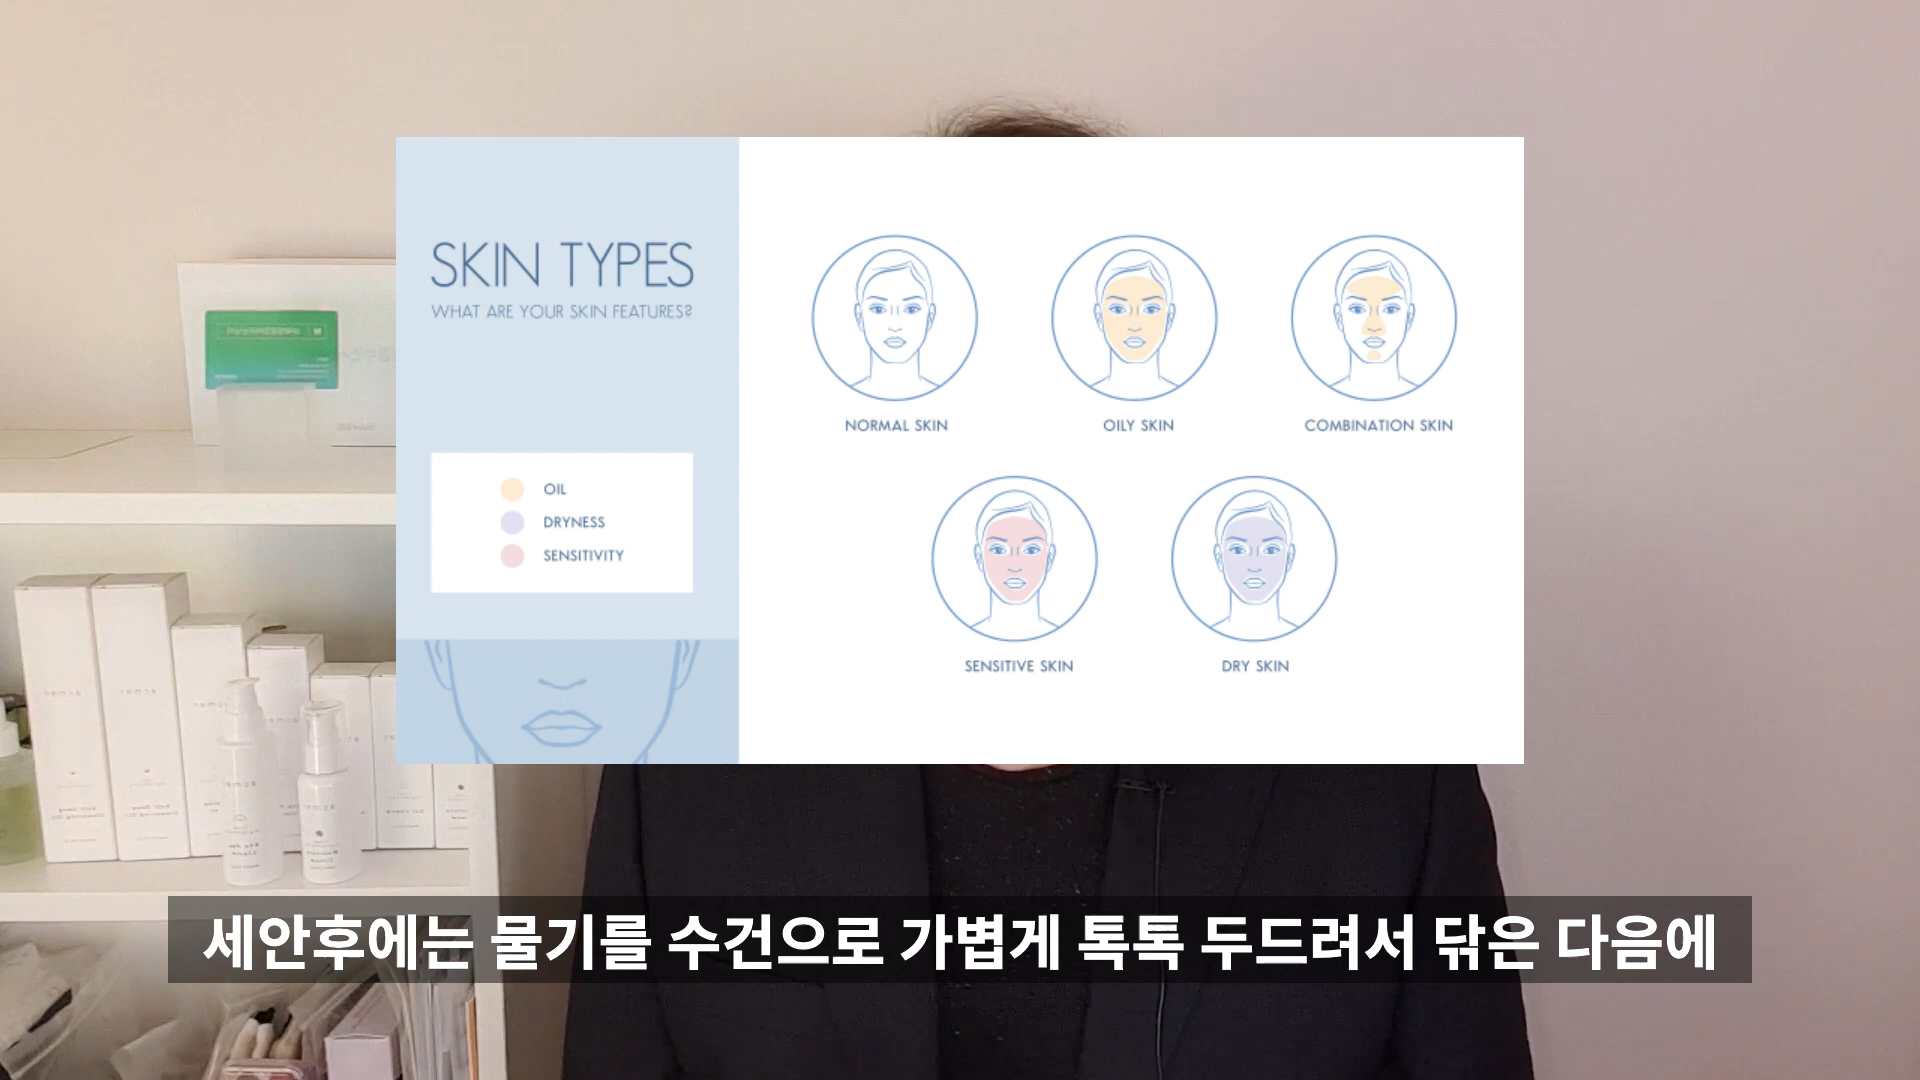 SKIN TYPES
WHAT ARE YOUR SKIN FEATURES?
OIL
DRYNESS
SENSITIVITY
NORMAL SKIN
OILY SKIN
COMBINATION SKIN
SENSITIVE SKIN
DRY SKIN
세안후에는 물기를 수건으로 가볍게 톡톡 두드려서 닦은 다음에